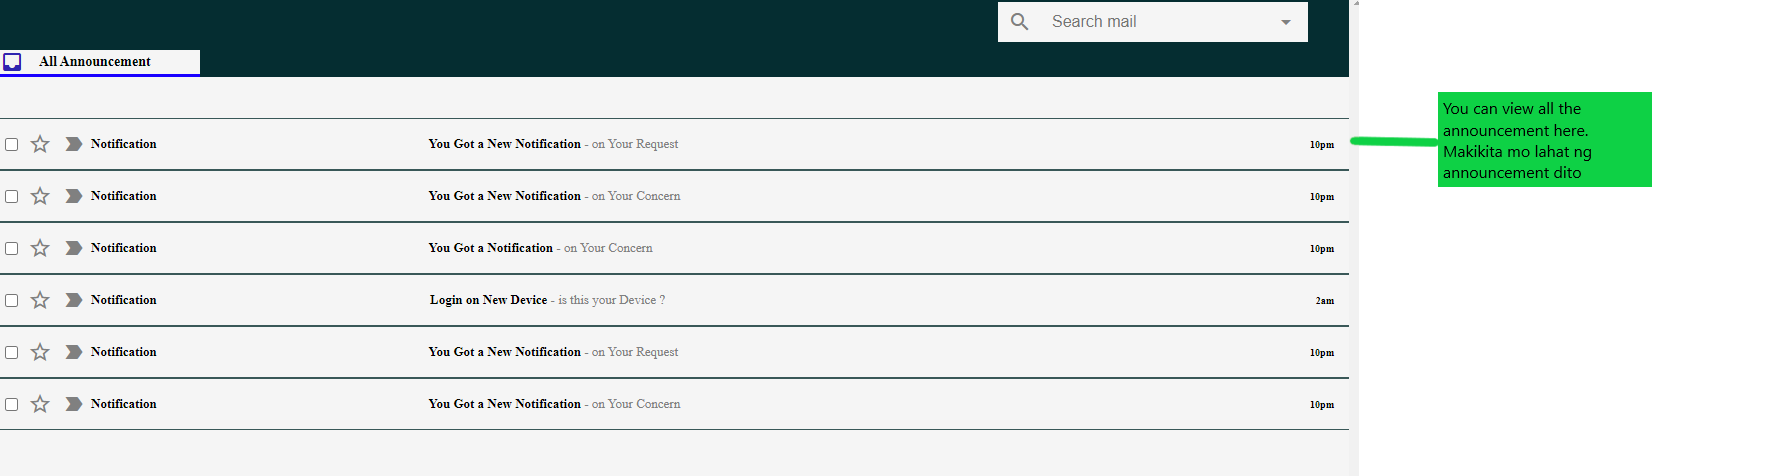 Search mail
All Announcement
Notification You Got a New Notification - on Your Request 10pm
Notification You Got a New Notification - on Your Concern 10pm
Notification You Got a Notification - on Your Concern 10pm
Notification Login on New Device - is this your Device ? 2am
Notification You Got a New Notification - on Your Request 10pm
Notification You Got a New Notification - on Your Concern 10pm
You can view all the
announcement here.
Makikita mo lahat ng
announcement dito